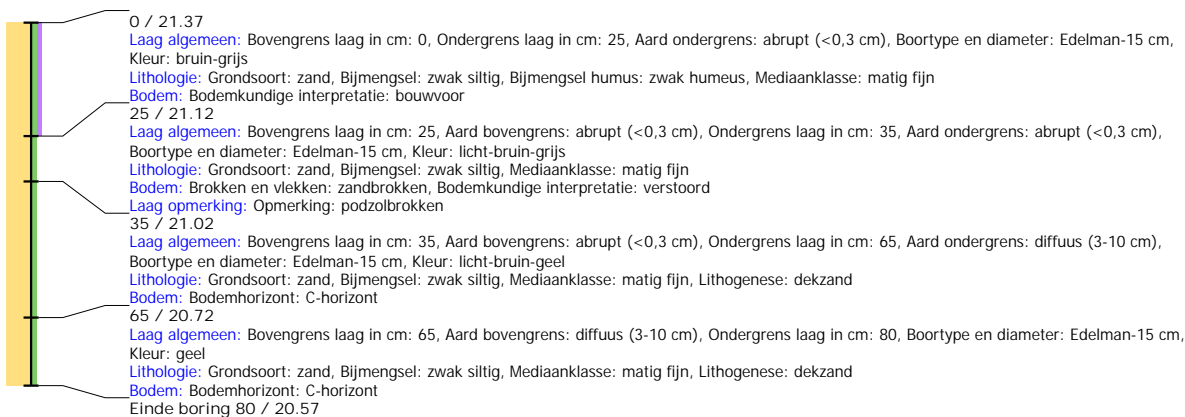 0 / 21.37
Laag algemeen: Bovengrens laag in cm: 0, Ondergrens laag in cm: 25, Aard ondergrens: abrupt (<0,3 cm), Boortype en diameter: Edelman-15 cm,
Kleur: bruin-grijs
Lithologie: Grondsoort: zand, Bijmengsel: zwak siltig, Bijmengsel humus: zwak humeus, Mediaanklasse: matig fijn
Bodem: Bodemkundige interpretatie: bouwvoor
25 / 21.12
Laag algemeen: Bovengrens laag in cm: 25, Aard bovengrens: abrupt (<0,3 cm), Ondergrens laag in cm: 35, Aard ondergrens: abrupt (<0,3 cm),
Boortype en diameter: Edelman-15 cm, Kleur: licht-bruin-grijs
Lithologie: Grondsoort: zand, Bijmengsel: zwak siltig, Mediaanklasse: matig fijn
Bodem: Brokken en vlekken: zandbrokken, Bodemkundige interpretatie: verstoord
Laag opmerking: Opmerking: podzolbrokken
35 / 21.02
Laag algemeen: Bovengrens laag in cm: 35, Aard bovengrens: abrupt (<0,3 cm), Ondergrens laag in cm: 65, Aard ondergrens: diffuus (3-10 cm),
Boortype en diameter: Edelman-15 cm, Kleur: licht-bruin-geel
Lithologie: Grondsoort: zand, Bijmengsel: zwak siltig, Mediaanklasse: matig fijn, Lithogenese: dekzand
Bodem: Bodemhorizont: C-horizont
65 / 20.72
Laag algemeen: Bovengrens laag in cm: 65, Aard bovengrens: diffuus (3-10 cm), Ondergrens laag in cm: 80, Boortype en diameter: Edelman-15 cm,
Kleur: geel
Lithologie: Grondsoort: zand, Bijmengsel: zwak siltig, Mediaanklasse: matig fijn, Lithogenese: dekzand
Bodem: Bodemhorizont: C-horizont
Einde boring 80 / 20.57